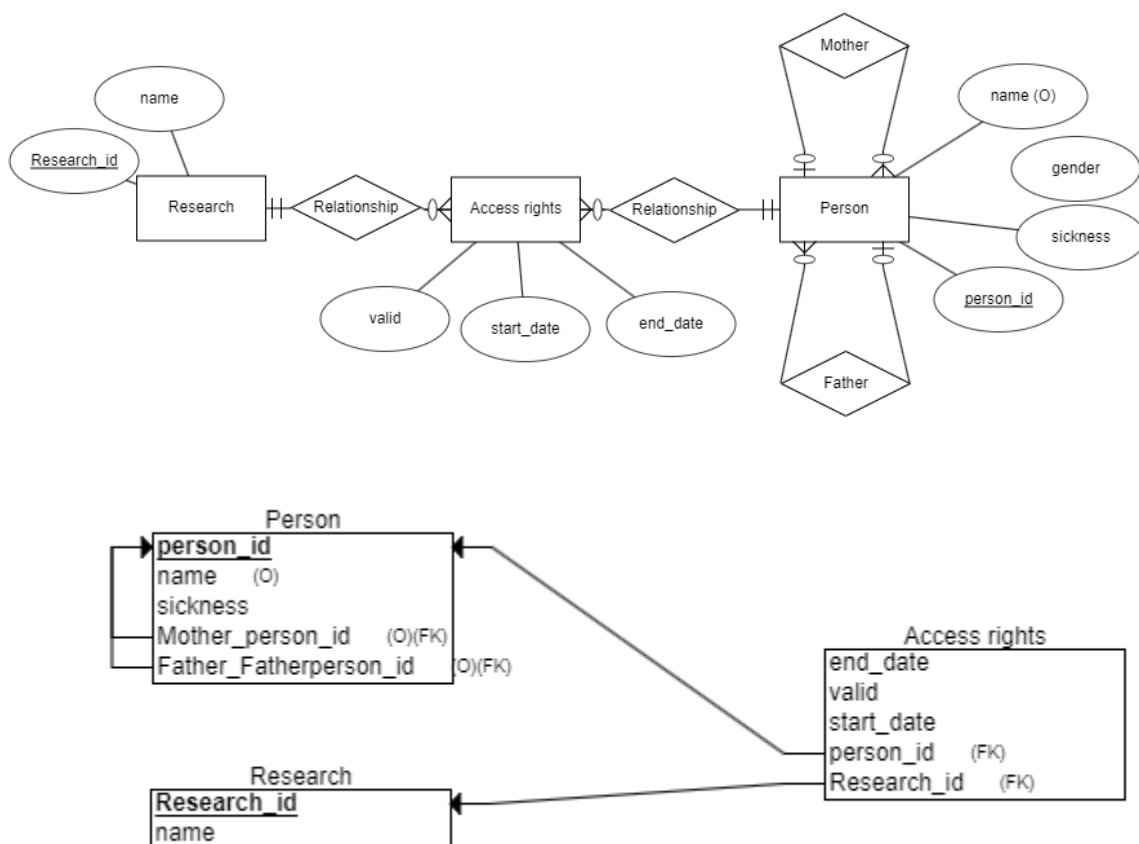 Mother
name
name (O)
Research_id
gender
Research
Relationship
Access rights
Relationship
Person
sickness
person_id
valid
start_date
end_date
Father
Person
person_id
name (O)
sickness
Mother_person_id (O)(FK)
Father_Fatherperson_id (O)(FK)
Access rights
end_date
valid
start_date
person_id (FK)
Research_id (FK)
Research
Research_id
name